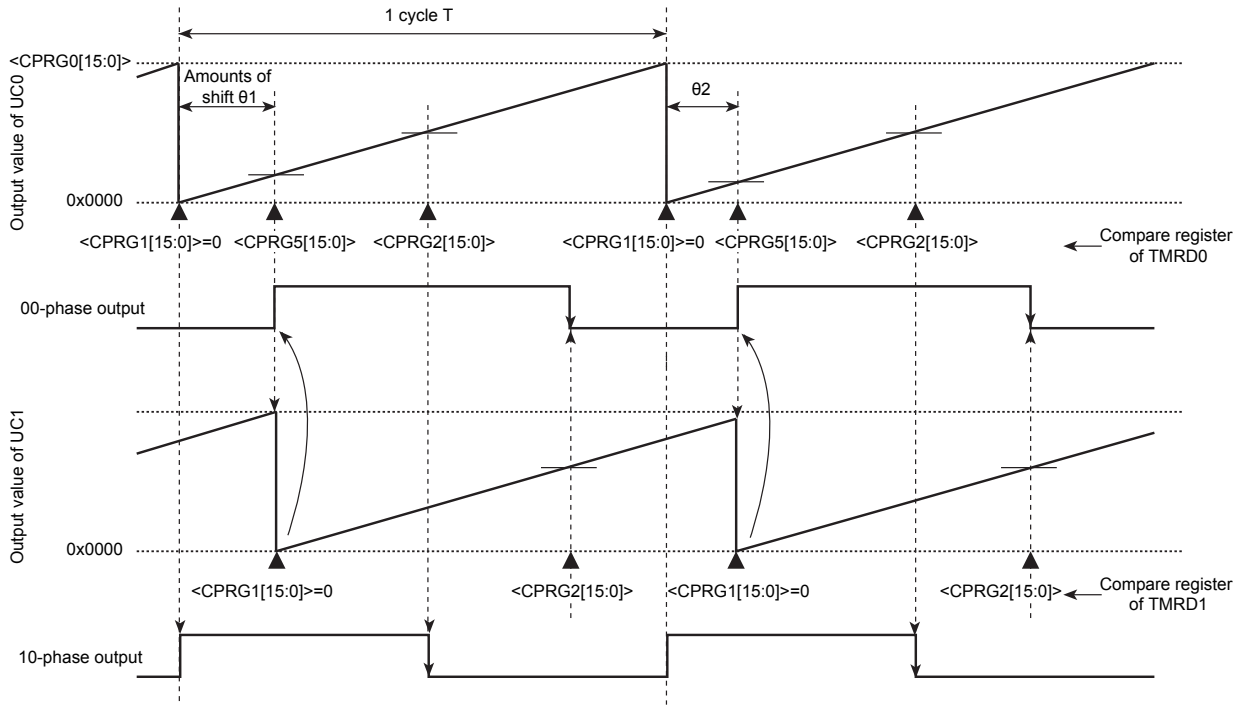 1 cycle T
<CPRG0[15:0]>
Amounts of
shift θ1
θ2
Output value of UC0
0x0000
<CPRG1[15:0]>=0
<CPRG5[15:0]>
<CPRG2[15:0]>
<CPRG1[15:0]>=0
<CPRG5[15:0]>
<CPRG2[15:0]>
Compare register
of TMRD0
00-phase output
Output value of UC1
0x0000
<CPRG1[15:0]>=0
<CPRG2[15:0]>
<CPRG1[15:0]>=0
<CPRG2[15:0]>
Compare register
of TMRD1
10-phase output